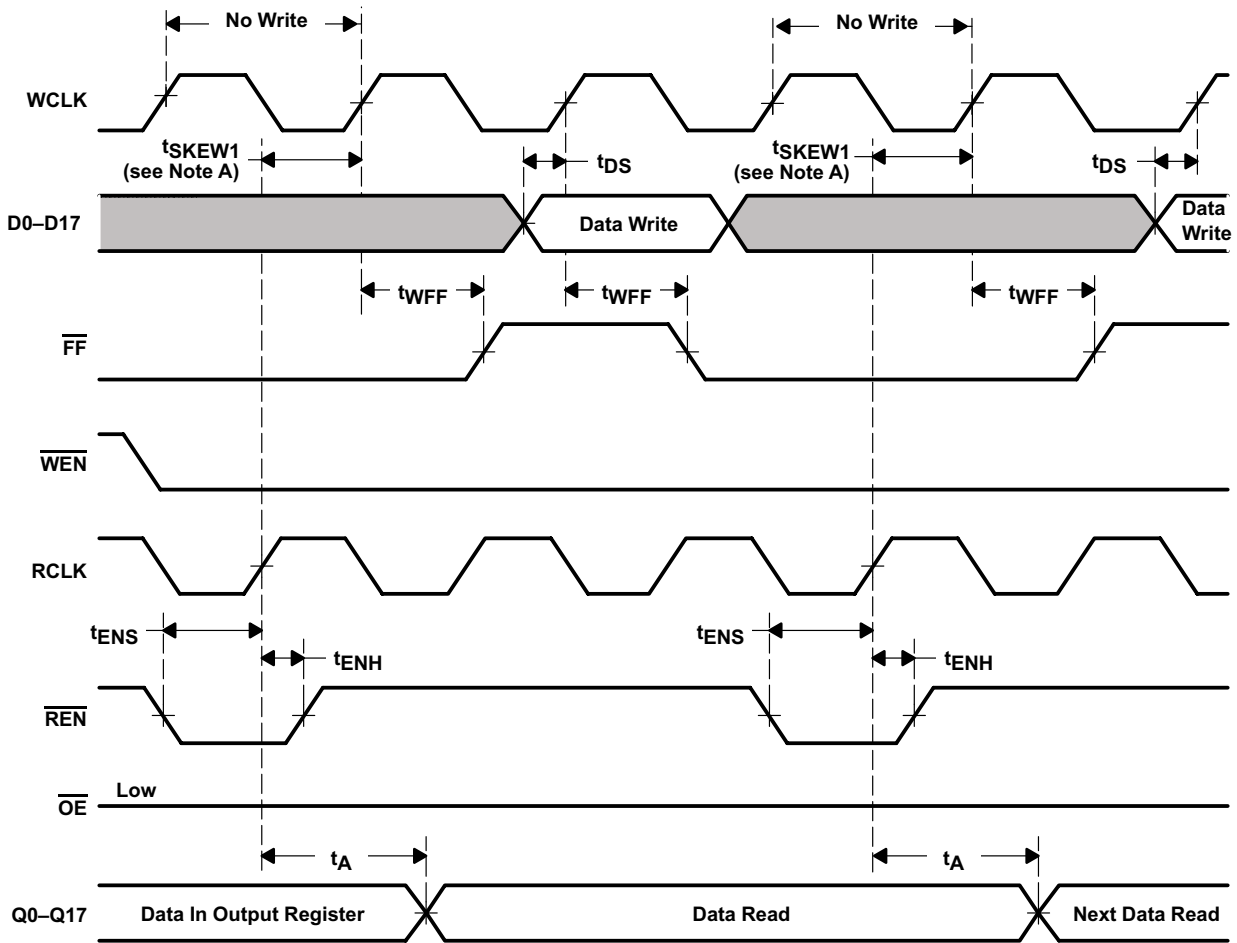 No Write No Write
WCLK
tSKEW1 tDS tSKEW1 tDS
(see Note A) (see Note A)
D0–D17 Data Write Data
Write
tWFF tWFF tWFF
FF
WEN
RCLK
tENS tENS
tENH tENH
REN
Low
OE
tA tA
Q0–Q17 Data In Output Register Data Read Next Data Read